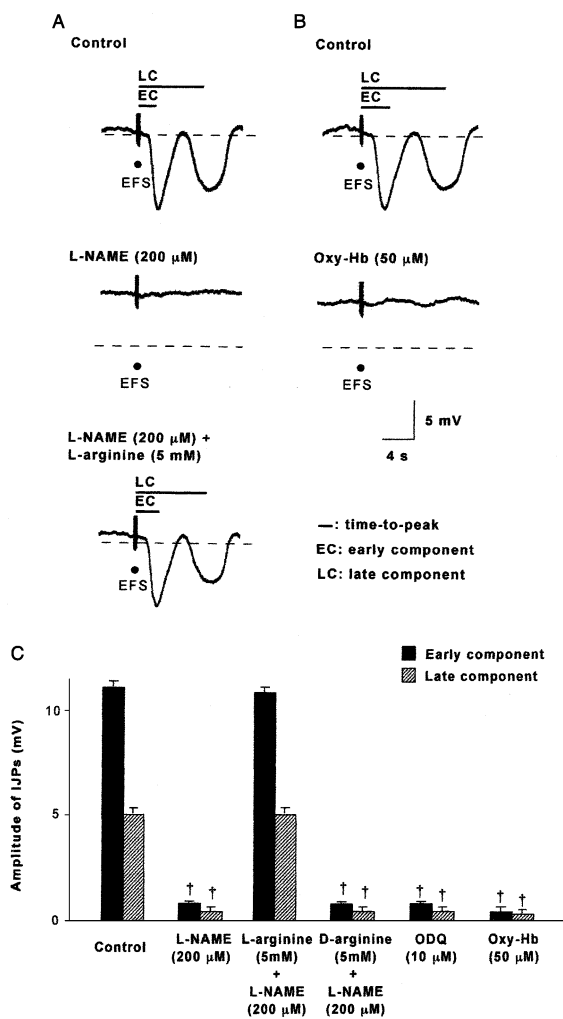 A
Control
LC
EC
EFS
L-NAME (200 μM)
EFS
L-NAME (200 μM) +
L-arginine (5 mM)
LC
EC
EFS
B
Control
LC
EC
EFS
Oxy-Hb (50 μM)
EFS
5 mV
4 s
—: time-to-peak
EC: early component
LC: late component
C
Early component
Late component
Amplitude of IJPs (mV)
10
5
0
† † † † † † † †
Control
L-NAME
(200 μM)
L-arginine
(5mM)
+
L-NAME
(200 μM)
D-arginine
(5mM)
+
L-NAME
(200 μM)
ODQ
(10 μM)
Oxy-Hb
(50 μM)